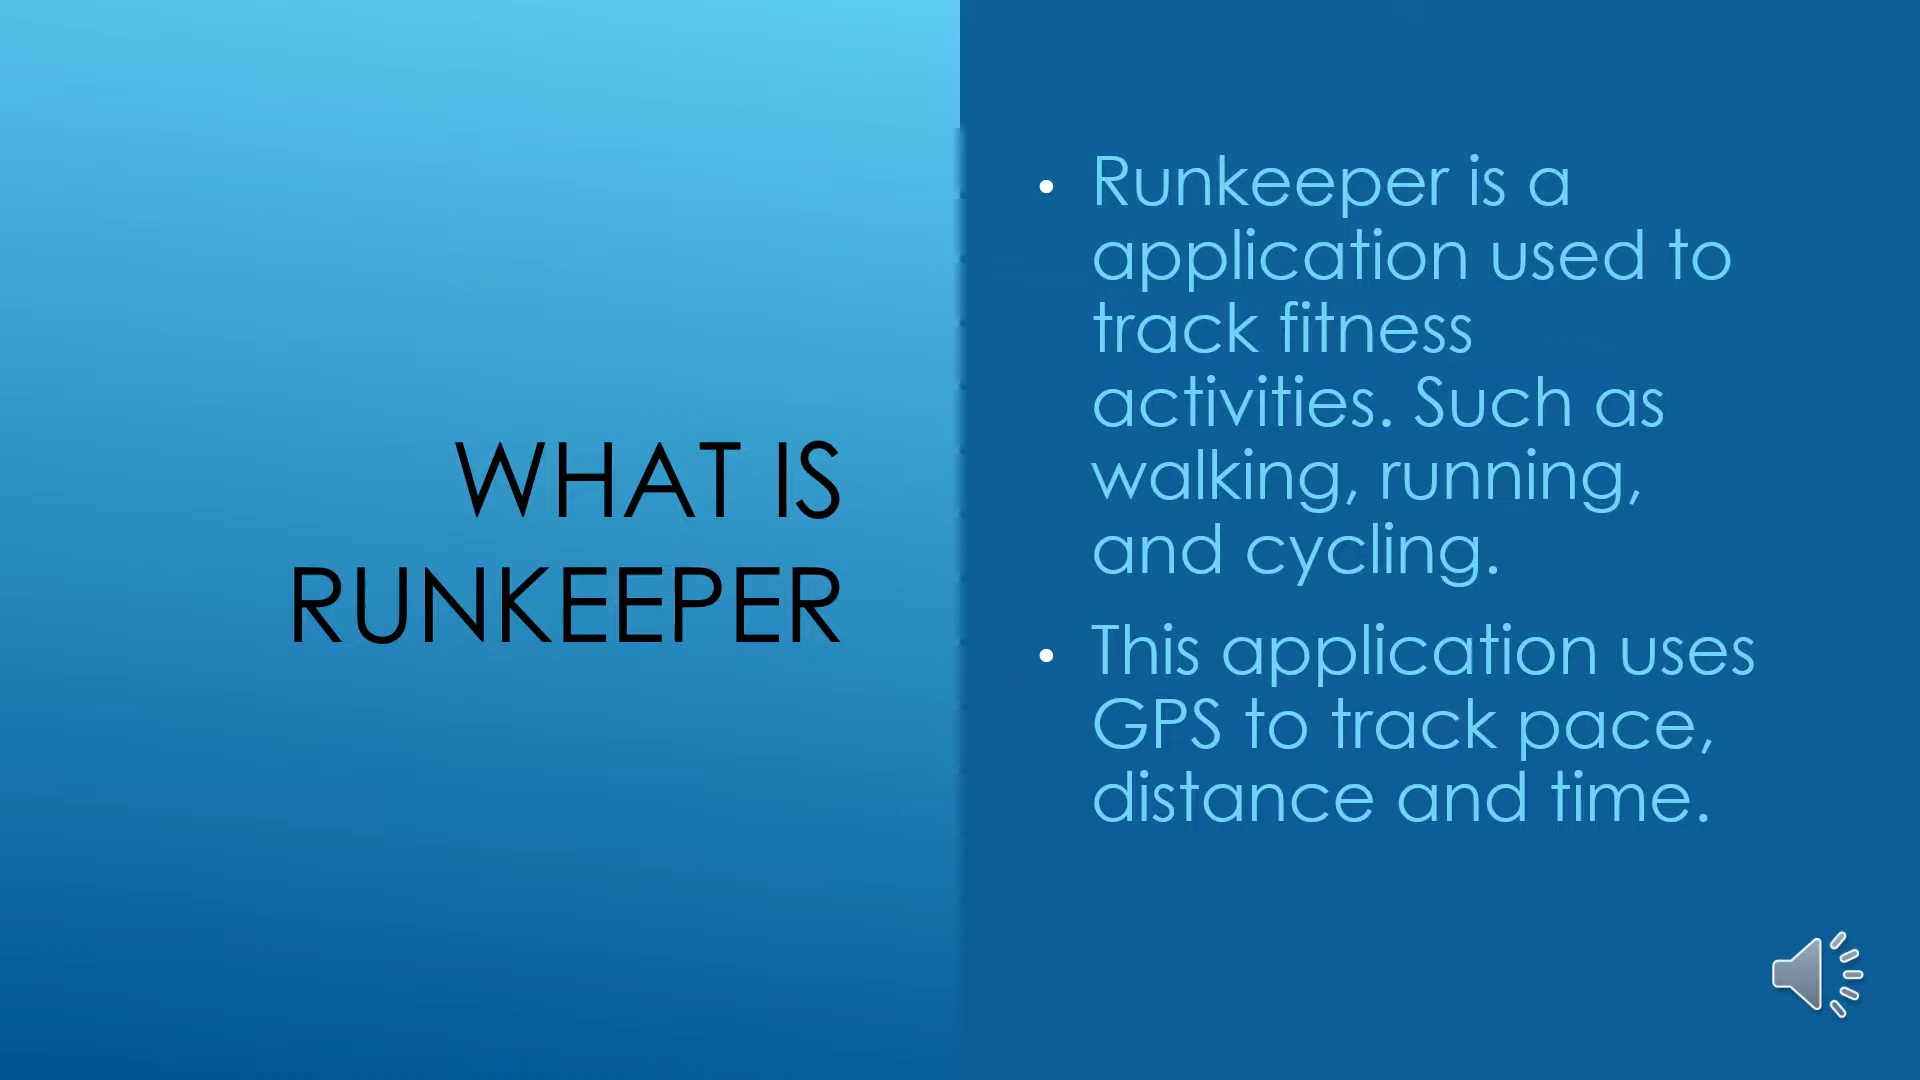 WHAT IS
RUNKEEPER
• Runkeeper is a
application used to
track fitness
activities. Such as
walking, running,
and cycling.
• This application uses
GPS to track pace,
distance and time.